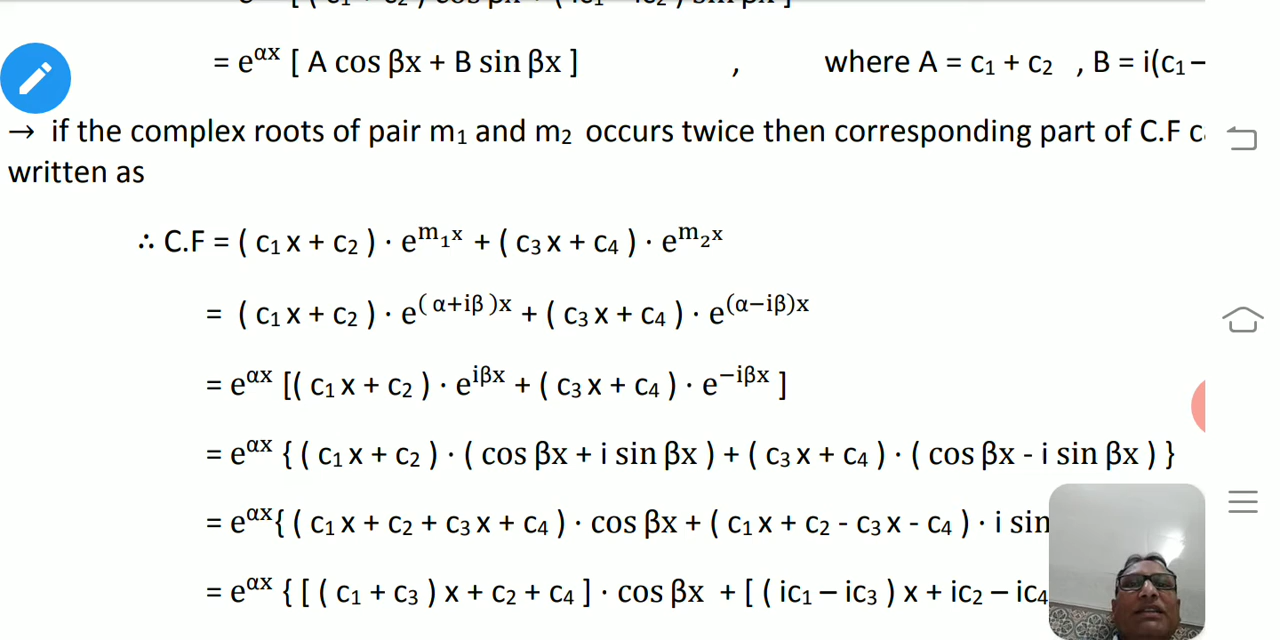 = e^αx [ A cos βx + B sin βx ] , where A = c₁ + c₂ , B = i(c₁ −
→ if the complex roots of pair m₁ and m₂ occurs twice then corresponding part of C.F
written as
∴ C.F = ( c₁ x + c₂ ) · e^m₁x + ( c₃ x + c₄ ) · e^m₂x
= ( c₁ x + c₂ ) · e^( α+iβ )x + ( c₃ x + c₄ ) · e^(α−iβ)x
= e^αx [( c₁ x + c₂ ) · e^iβx + ( c₃ x + c₄ ) · e^−iβx ]
= e^αx { ( c₁ x + c₂ ) · ( cos βx + i sin βx ) + ( c₃ x + c₄ ) · ( cos βx - i sin βx ) }
= e^αx{ ( c₁ x + c₂ + c₃ x + c₄ ) · cos βx + ( c₁ x + c₂ - c₃ x - c₄ ) · i sin
= e^αx { [ ( c₁ + c₃ ) x + c₂ + c₄ ] · cos βx + [ ( ic₁ − ic₃ ) x + ic₂ − ic₄